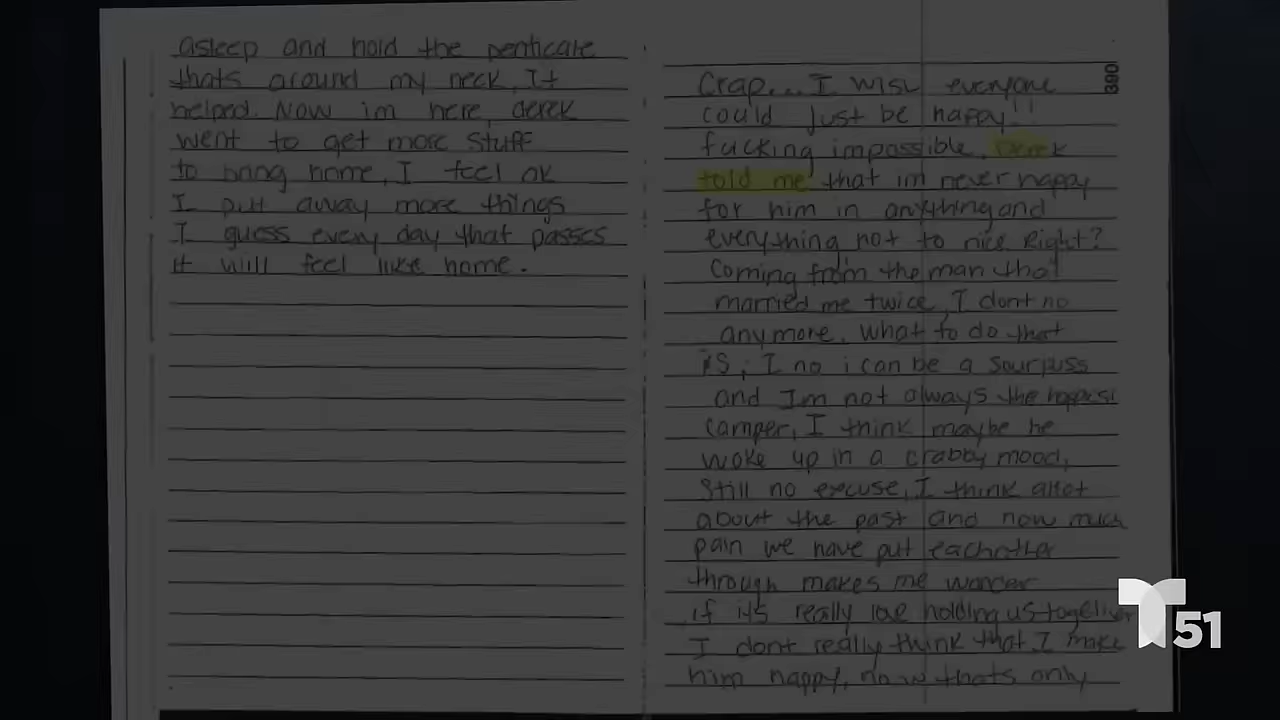 asleep and hold the penticate
thats around my neck. It
helped. Now im here, derek
went to get more stuff
to bring home, I feel ok
I put away more things
I guess every day that passes
it will feel like home.
390
Crap... I wish everyone
could just be happy!!
fucking impossible. Derek
told me that im never happy
for him in anything and
everything not to nice Right?
Coming from the man that
married me twice, I dont no
anymore. what to do that
is; I no i can be a sourpuss
and Im not always the happest
camper, I think maybe he
woke up in a crabby mood,
Still no excuse, I think allot
about the past and how much
pain we have put eachother
through makes me wonder
if its really love holding us together
I dont really think that I make
him happy, now thats only
T 51